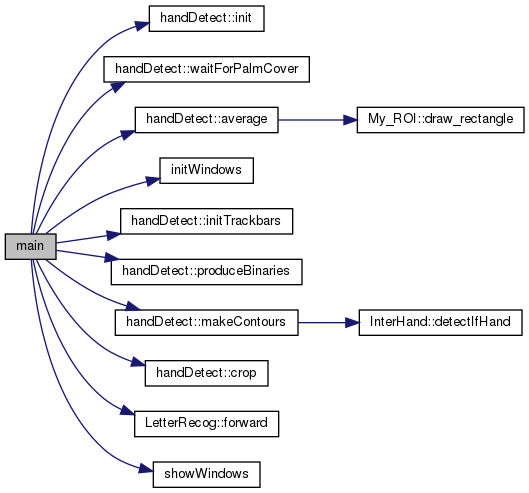 handDetect::init
handDetect::waitForPalmCover
handDetect::average
My_ROI::draw_rectangle
initWindows
handDetect::initTrackbars
main
handDetect::produceBinaries
handDetect::makeContours
InterHand::detectIfHand
handDetect::crop
LetterRecog::forward
showWindows